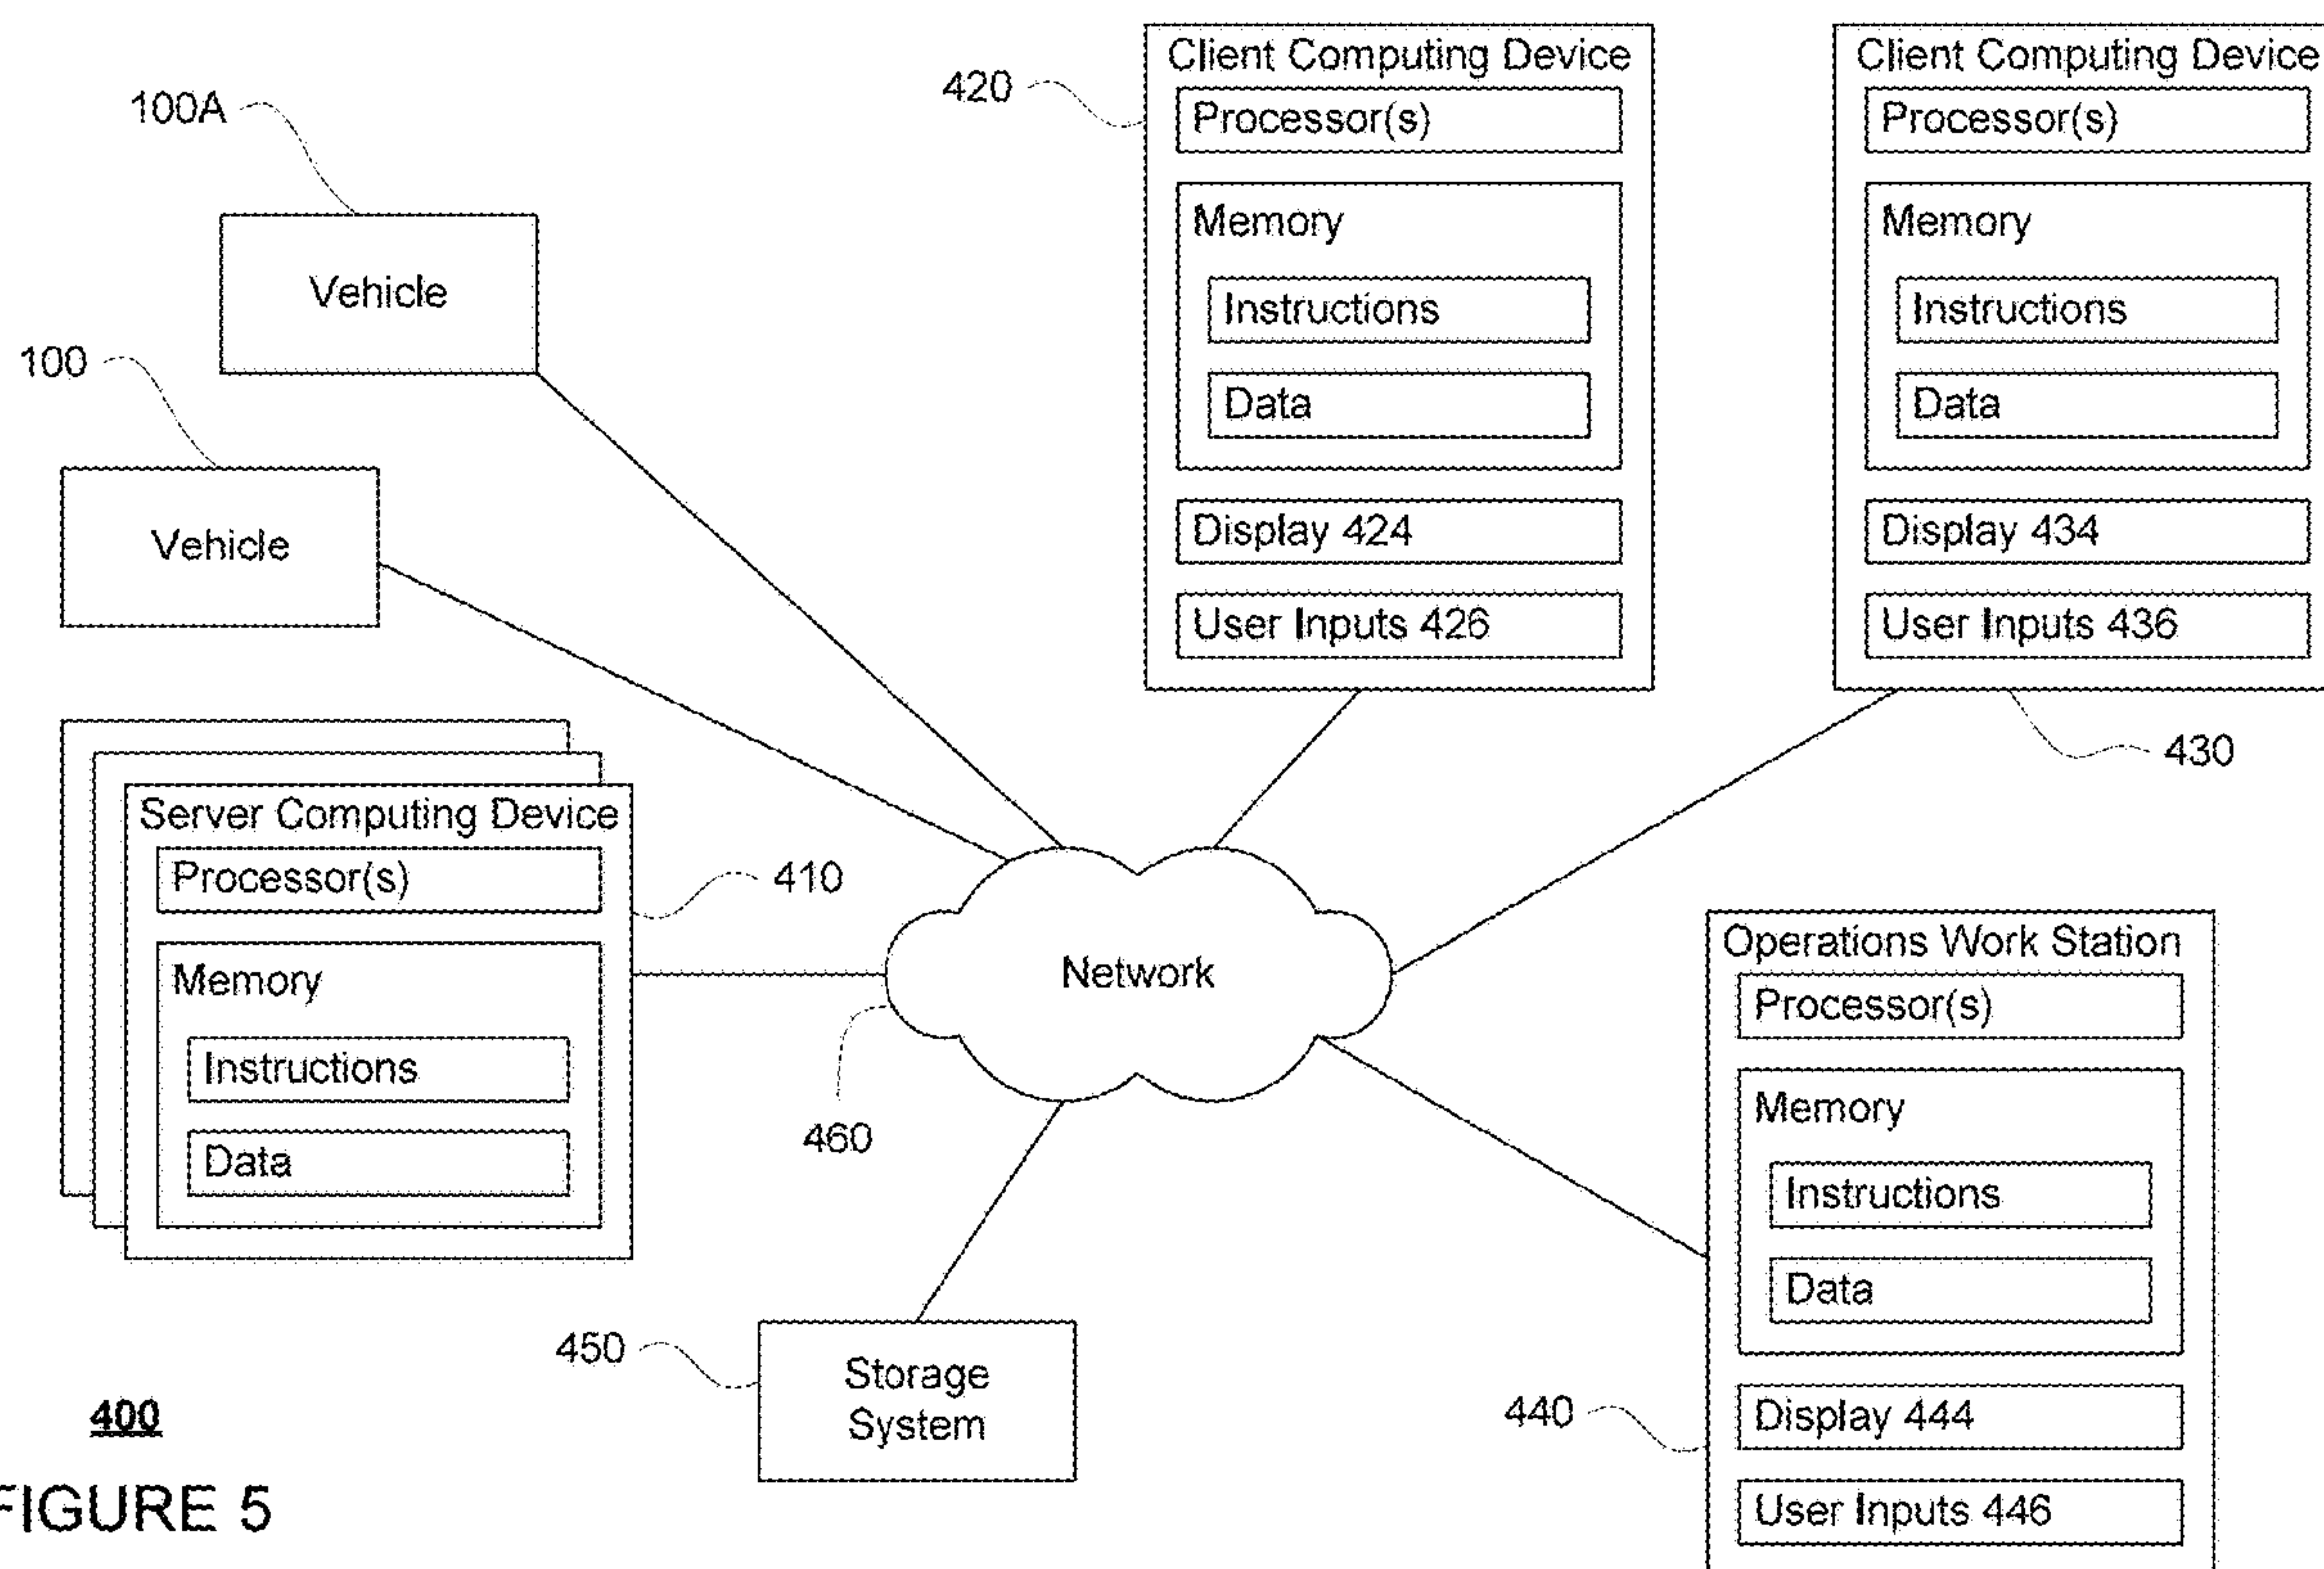 100A
Vehicle
100
Vehicle
420
Client Computing Device
Processor(s)
Memory
Instructions
Data
Display 424
User Inputs 426
Client Computing Device
Processor(s)
Memory
Instructions
Data
Display 434
User Inputs 436
430
Server Computing Device
Processor(s)
Memory
Instructions
Data
410
Network
460
Operations Work Station
Processor(s)
Memory
Instructions
Data
Display 444
User Inputs 446
440
450
Storage
System
400
FIGURE 5